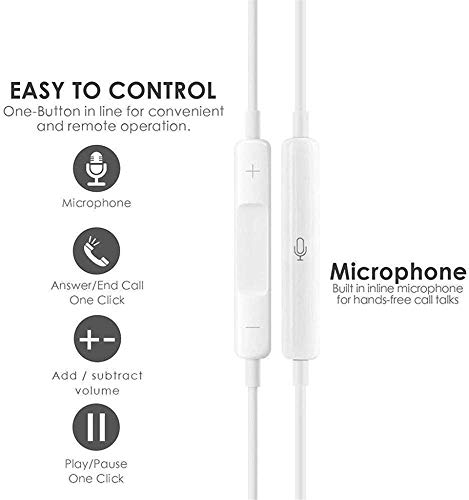 EASY TO CONTROL
One-Button in line for convenient
and remote operation.
Microphone
Answer/End Call
One Click
+-
Add / subtract
volume
Play/Pause
One Click
+
−
Microphone
Built in inline microphone
for hands-free call talks